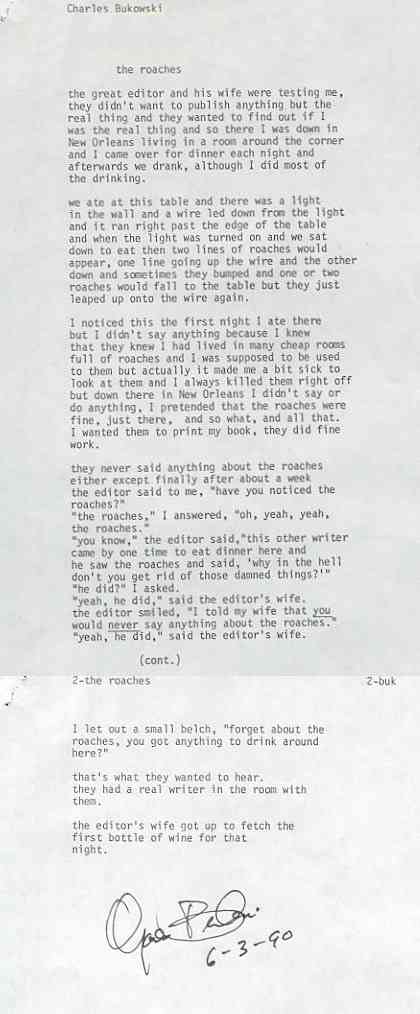 Charles Bukowski
the roaches
the great editor and his wife were testing me,
they didn't want to publish anything but the
real thing and they wanted to find out if I
was the real thing and so there I was down in
New Orleans living in a room around the corner
and I came over for dinner each night and
afterwards we drank, although I did most of
the drinking.
we ate at this table and there was a light
in the wall and a wire led down from the light
and it ran right past the edge of the table
and when the light was turned on and we sat
down to eat then two lines of roaches would
appear, one line going up the wire and the other
down and sometimes they bumped and one or two
roaches would fall to the table but they just
leaped up onto the wire again.
I noticed this the first night I ate there
but I didn't say anything because I knew
that they knew I had lived in many cheap rooms
full of roaches and I was supposed to be used
to them but actually it made me a bit sick to
look at them and I always killed them right off
but down there in New Orleans I didn't say or
do anything, I pretended that the roaches were
fine, just there, and so what, and all that.
I wanted them to print my book, they did fine
work.
they never said anything about the roaches
either except finally after about a week
the editor said to me, "have you noticed the
roaches?"
"the roaches," I answered, "oh, yeah, yeah,
the roaches."
"you know," the editor said,"this other writer
came by one time to eat dinner here and
he saw the roaches and said, 'why in the hell
don't you get rid of those damned things?'"
"he did?" I asked.
"yeah, he did," said the editor's wife.
the editor smiled, "I told my wife that you
would never say anything about the roaches."
"yeah, he did," said the editor's wife.
(cont.)
2-the roaches 2-buk
I let out a small belch, "forget about the
roaches, you got anything to drink around
here?"
that's what they wanted to hear.
they had a real writer in the room with
them.
the editor's wife got up to fetch the
first bottle of wine for that
night.
6-3-90